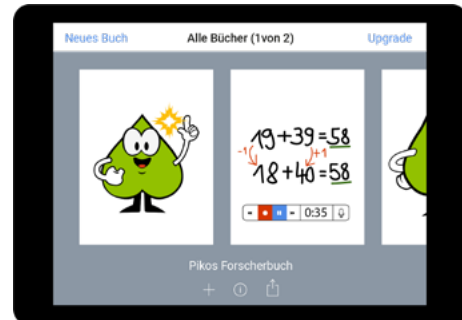 Neues Buch
Alle Bücher (1von 2)
Upgrade
19+39=58
-1
+1
18+40=58
0:35
Pikos Forscherbuch